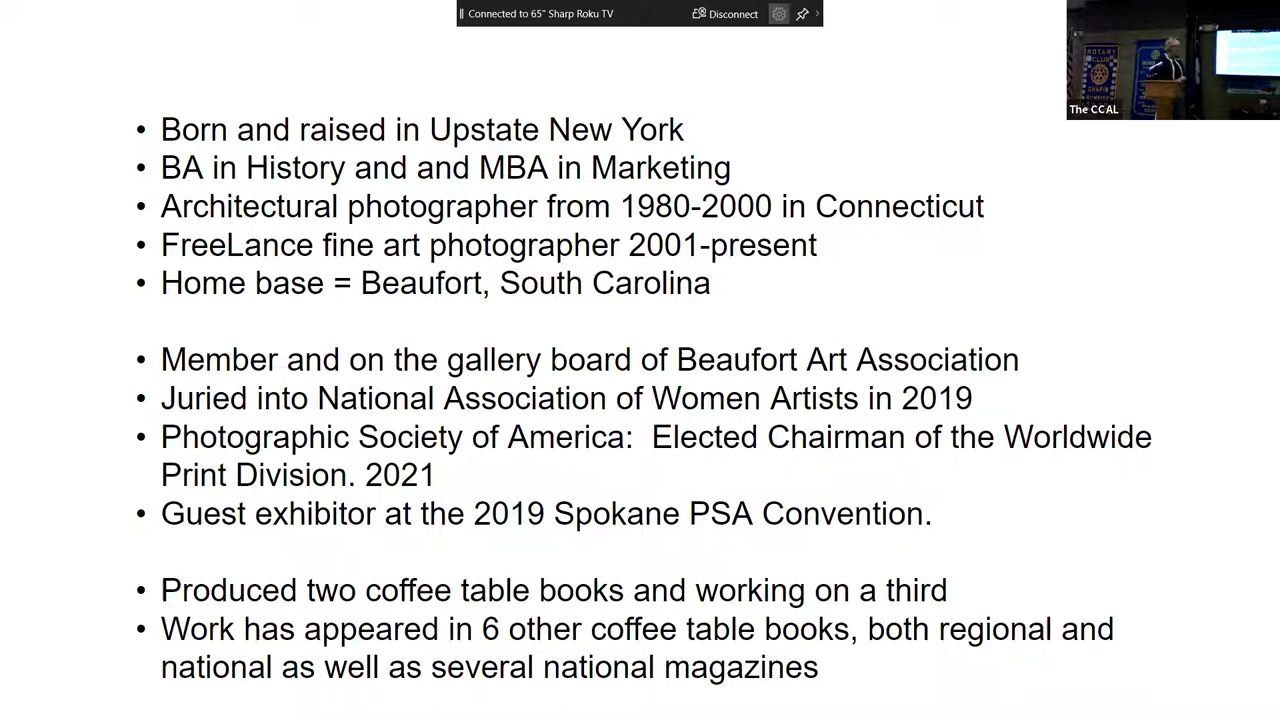 Connected to 65" Sharp Roku TV
Disconnect
ROTARY
CLUB
CHAPIN
SUNRISE
The CCAL
• Born and raised in Upstate New York
• BA in History and and MBA in Marketing
• Architectural photographer from 1980-2000 in Connecticut
• FreeLance fine art photographer 2001-present
• Home base = Beaufort, South Carolina
• Member and on the gallery board of Beaufort Art Association
• Juried into National Association of Women Artists in 2019
• Photographic Society of America:  Elected Chairman of the Worldwide
Print Division. 2021
• Guest exhibitor at the 2019 Spokane PSA Convention.
• Produced two coffee table books and working on a third
• Work has appeared in 6 other coffee table books, both regional and
national as well as several national magazines